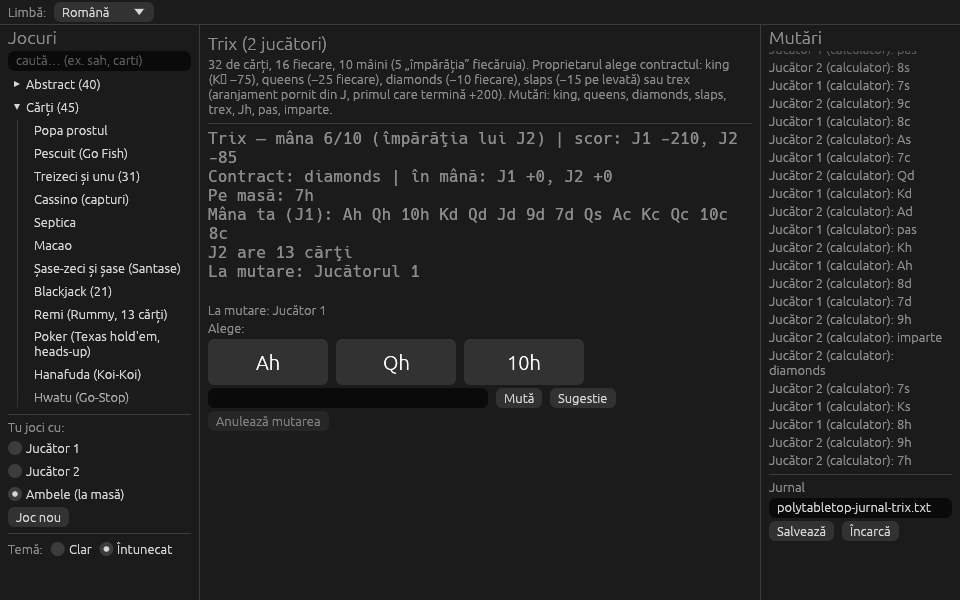 Limbă: Română
Jocuri
caută... (ex. sah, carti)
Abstract (40)
Cărți (45)
Popa prostul
Pescuit (Go Fish)
Treizeci și unu (31)
Cassino (capturi)
Septica
Macao
Șase-zeci și șase (Santase)
Blackjack (21)
Remi (Rummy, 13 cărți)
Poker (Texas hold'em,
heads-up)
Hanafuda (Koi-Koi)
Hwatu (Go-Stop)
Tu joci cu:
Jucător 1
Jucător 2
Ambele (la masă)
Joc nou
Temă: Clar Întunecat
Trix (2 jucători)
32 de cărți, 16 fiecare, 10 mâini (5 „împărăția” fiecăruia). Proprietarul alege contractul: king
(K▯ −75), queens (−25 fiecare), diamonds (−10 fiecare), slaps (−15 pe levată) sau trex
(aranjament pornit din J, primul care termină +200). Mutări: king, queens, diamonds, slaps,
trex, Jh, pas, imparte.
Trix — mâna 6/10 (împărăţia lui J2) | scor: J1 -210, J2
-85
Contract: diamonds | în mână: J1 +0, J2 +0
Pe masă: 7h
Mâna ta (J1): Ah Qh 10h Kd Qd Jd 9d 7d Qs Ac Kc Qc 10c
8c
J2 are 13 cărţi
La mutare: Jucătorul 1
La mutare: Jucător 1
Alege:
Ah Qh 10h
Mută Sugestie
Anulează mutarea
Mutări
Jucător 1 (calculator): pas
Jucător 2 (calculator): 8s
Jucător 1 (calculator): 7s
Jucător 2 (calculator): 9c
Jucător 1 (calculator): 8c
Jucător 2 (calculator): As
Jucător 1 (calculator): 7c
Jucător 2 (calculator): Qd
Jucător 1 (calculator): Kd
Jucător 2 (calculator): Ad
Jucător 1 (calculator): pas
Jucător 2 (calculator): Kh
Jucător 1 (calculator): Ah
Jucător 2 (calculator): 8d
Jucător 1 (calculator): 7d
Jucător 2 (calculator): 9h
Jucător 2 (calculator): imparte
Jucător 2 (calculator):
diamonds
Jucător 2 (calculator): 7s
Jucător 1 (calculator): Ks
Jucător 1 (calculator): 8h
Jucător 2 (calculator): 9h
Jucător 2 (calculator): 7h
Jurnal
polytabletop-jurnal-trix.txt
Salvează Încarcă